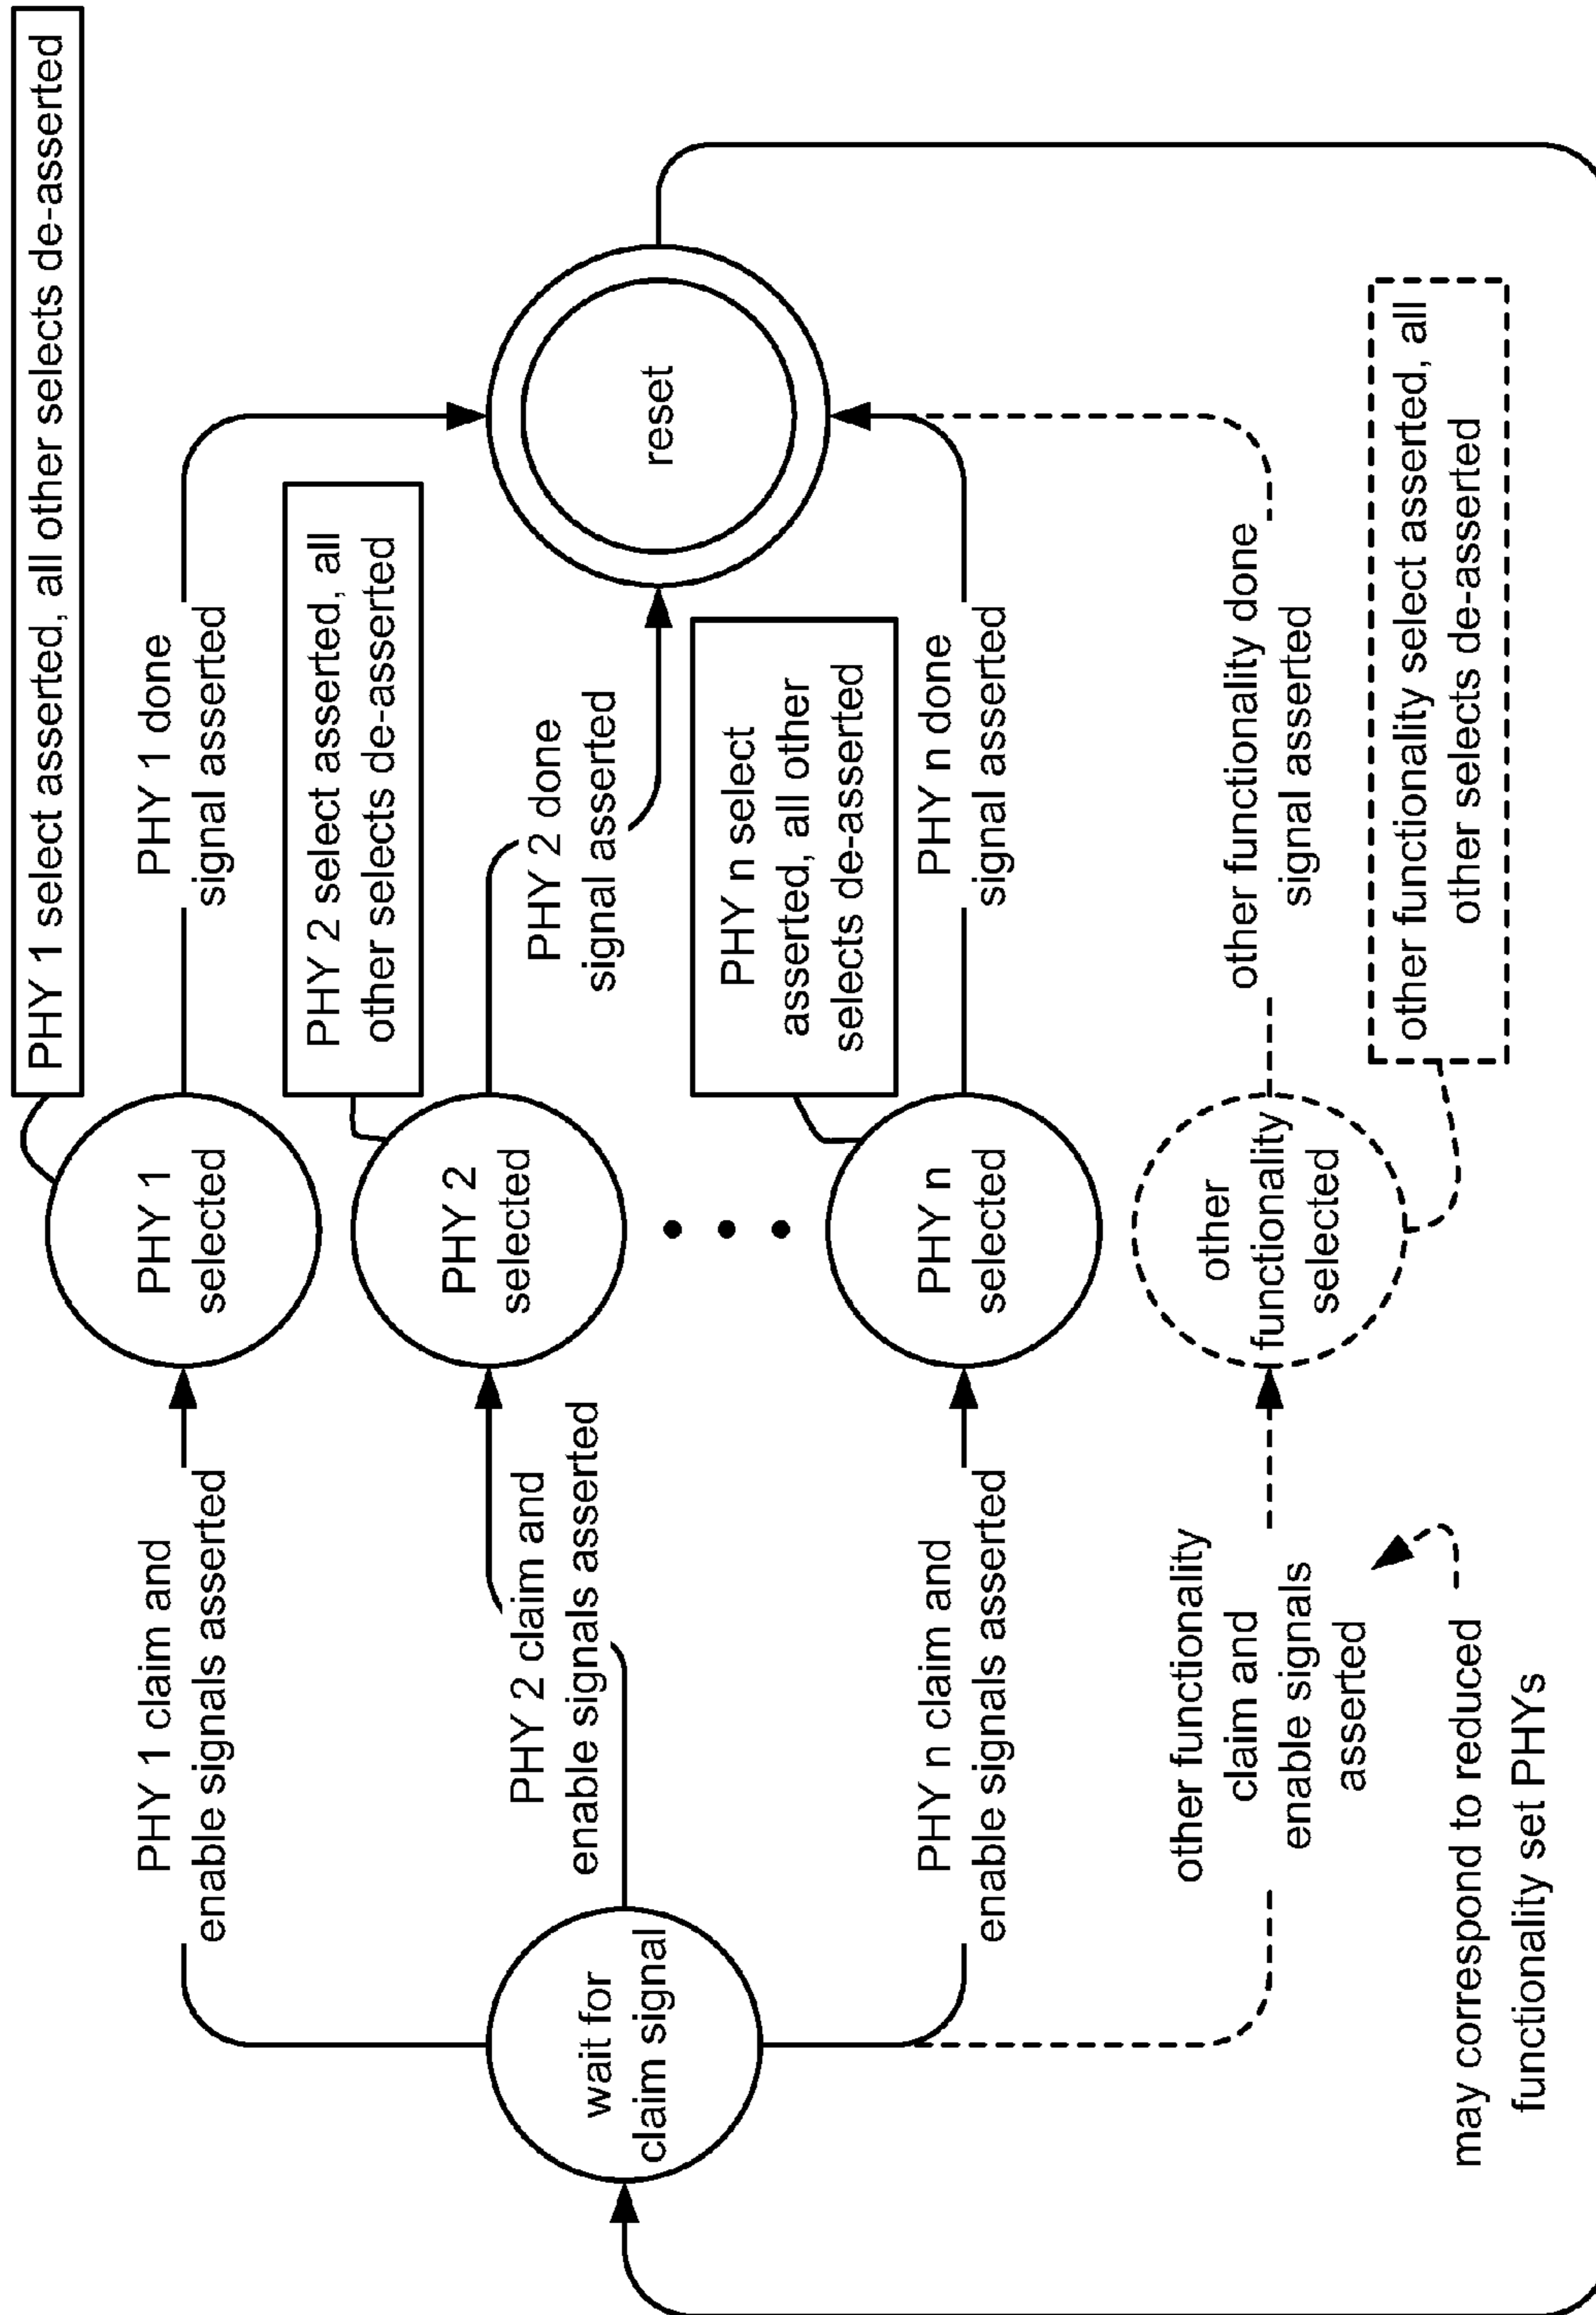 PHY 1 select asserted, all other selects de-asserted
PHY 1 claim and
enable signals asserted
PHY 1
selected
PHY 1 done
signal asserted
PHY 2 select asserted, all
other selects de-asserted
PHY 2 claim and
enable signals asserted
PHY 2
selected
PHY 2 done
signal asserted
wait for
claim signal
reset
PHY n select
asserted, all other
selects de-asserted
PHY n claim and
enable signals asserted
PHY n
selected
PHY n done
signal asserted
other functionality
claim and
enable signals
asserted
other
functionality
selected
other functionality done
signal asserted
other functionality select asserted, all
other selects de-asserted
may correspond to reduced
functionality set PHYs